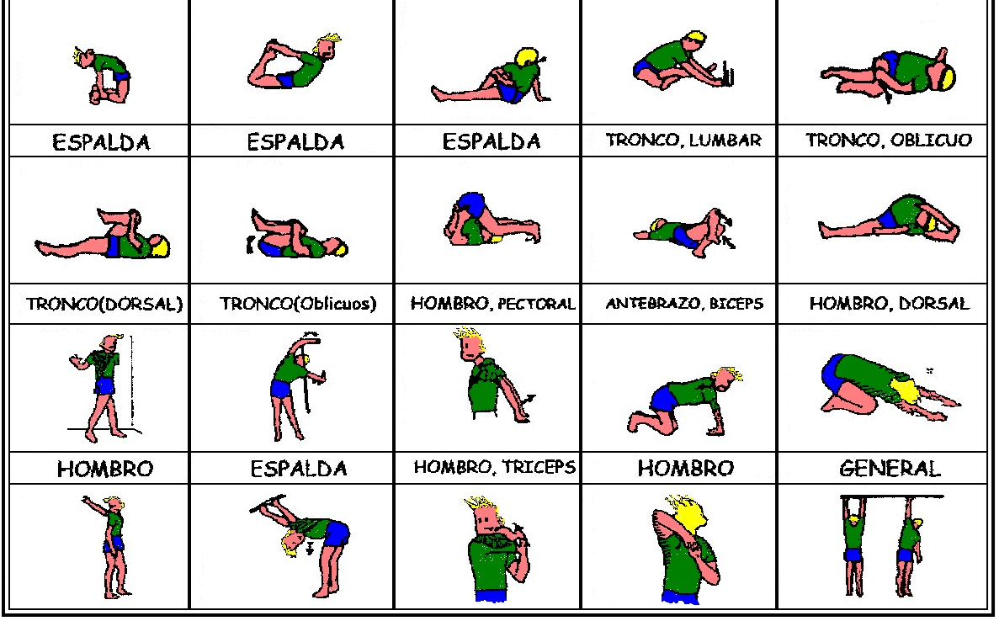 ESPALDA
ESPALDA
ESPALDA
TRONCO, LUMBAR
TRONCO, OBLICUO
TRONCO(DORSAL)
TRONCO(Oblicuos)
HOMBRO, PECTORAL
ANTEBRAZO, BICEPS
HOMBRO, DORSAL
HOMBRO
ESPALDA
HOMBRO, TRICEPS
HOMBRO
GENERAL